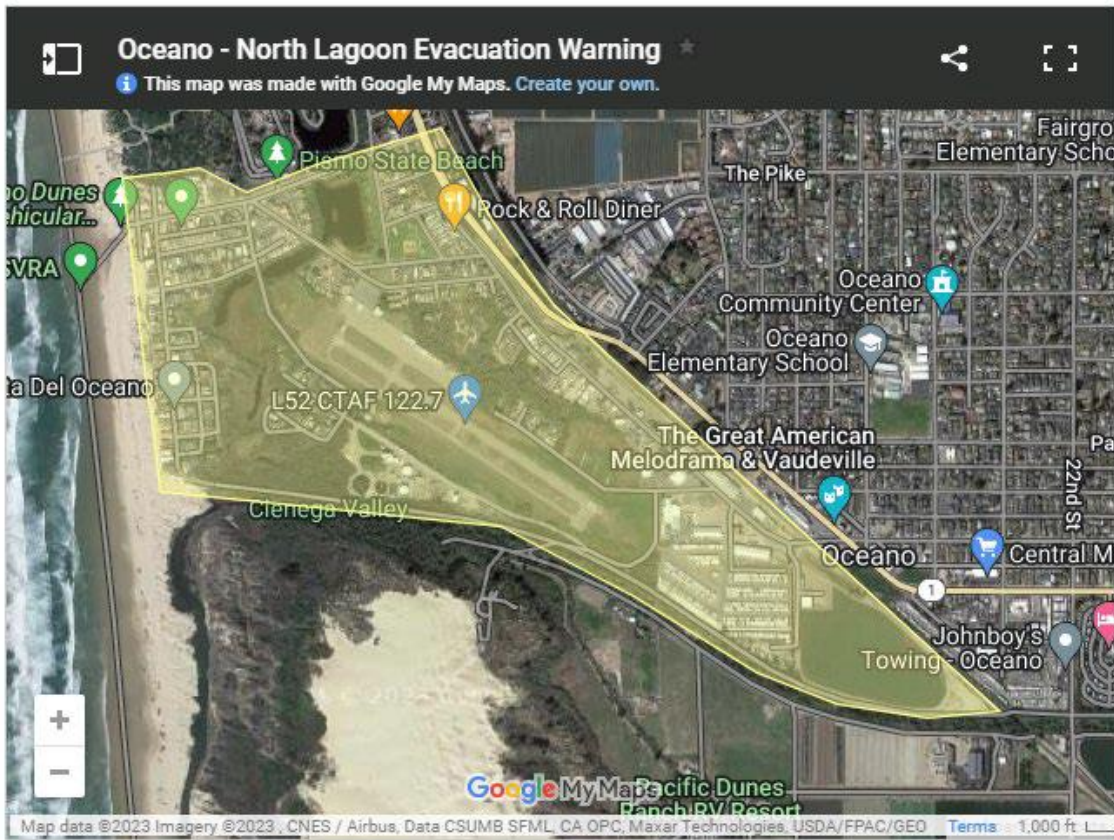 Oceano - North Lagoon Evacuation Warning
This map was made with Google My Maps. Create your own.
Fairgro
Elementary Scho
Pismo State Beach
The Pike
no Dunes
hicular...
Rock & Roll Diner
SVRA
Oceano
Community Center
Oceano
Elementary School
a Del Oceano
L52 CTAF 122.7
The Great American
Melodrama & Vaudeville
Pa
22nd St
Cienega Valley
Oceano
Central M
1
Johnboy's
Towing - Oceano
+
−
Google My Maps
Pacific Dunes
Ranch RV Resort
Map data ©2023 Imagery ©2023 , CNES / Airbus, Data CSUMB SFML, CA OPC, Maxar Technologies, USDA/FPAC/GEO Terms 1,000 ft